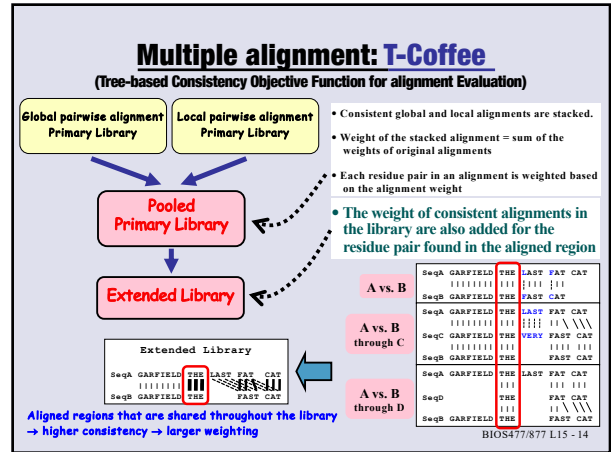 Multiple alignment: T-Coffee
(Tree-based Consistency Objective Function for alignment Evaluation)
Global pairwise alignment
Primary Library
Local pairwise alignment
Primary Library
• Consistent global and local alignments are stacked.
• Weight of the stacked alignment = sum of the
weights of original alignments
• Each residue pair in an alignment is weighted based
on the alignment weight
Pooled
Primary Library
• The weight of consistent alignments in
the library are also added for the
residue pair found in the aligned region
Extended Library
A vs. B
SeqA GARFIELD THE LAST FAT CAT
SeqB GARFIELD THE FAST CAT
A vs. B
through C
SeqA GARFIELD THE LAST FAT CAT
SeqC GARFIELD THE VERY FAST CAT
SeqB GARFIELD THE FAST CAT
A vs. B
through D
SeqA GARFIELD THE LAST FAT CAT
SeqD THE FAT CAT
SeqB GARFIELD THE FAST CAT
Extended Library
SeqA GARFIELD THE LAST FAT CAT
SeqB GARFIELD THE FAST CAT
Aligned regions that are shared throughout the library
→ higher consistency → larger weighting
BIOS477/877 L15 - 14